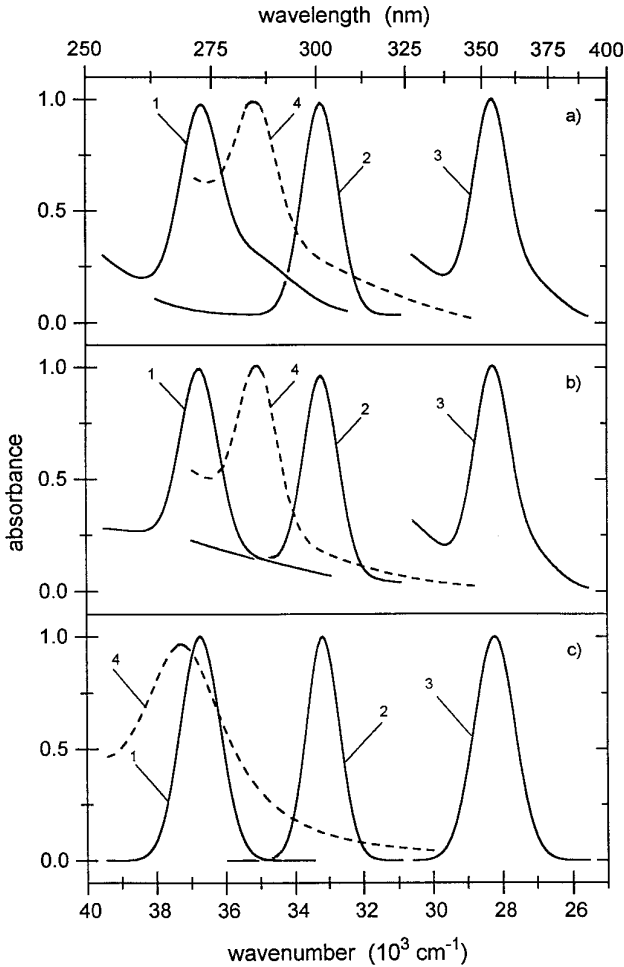 wavelength (nm)
250 275 300 325 350 375 400
1.0
0.5
0.0
1 4 2 3 a)
1.0
0.5
0.0
1 4 2 3 b)
1.0
0.5
0.0
4 1 2 3 c)
absorbance
40 38 36 34 32 30 28 26
wavenumber (10³ cm⁻¹)